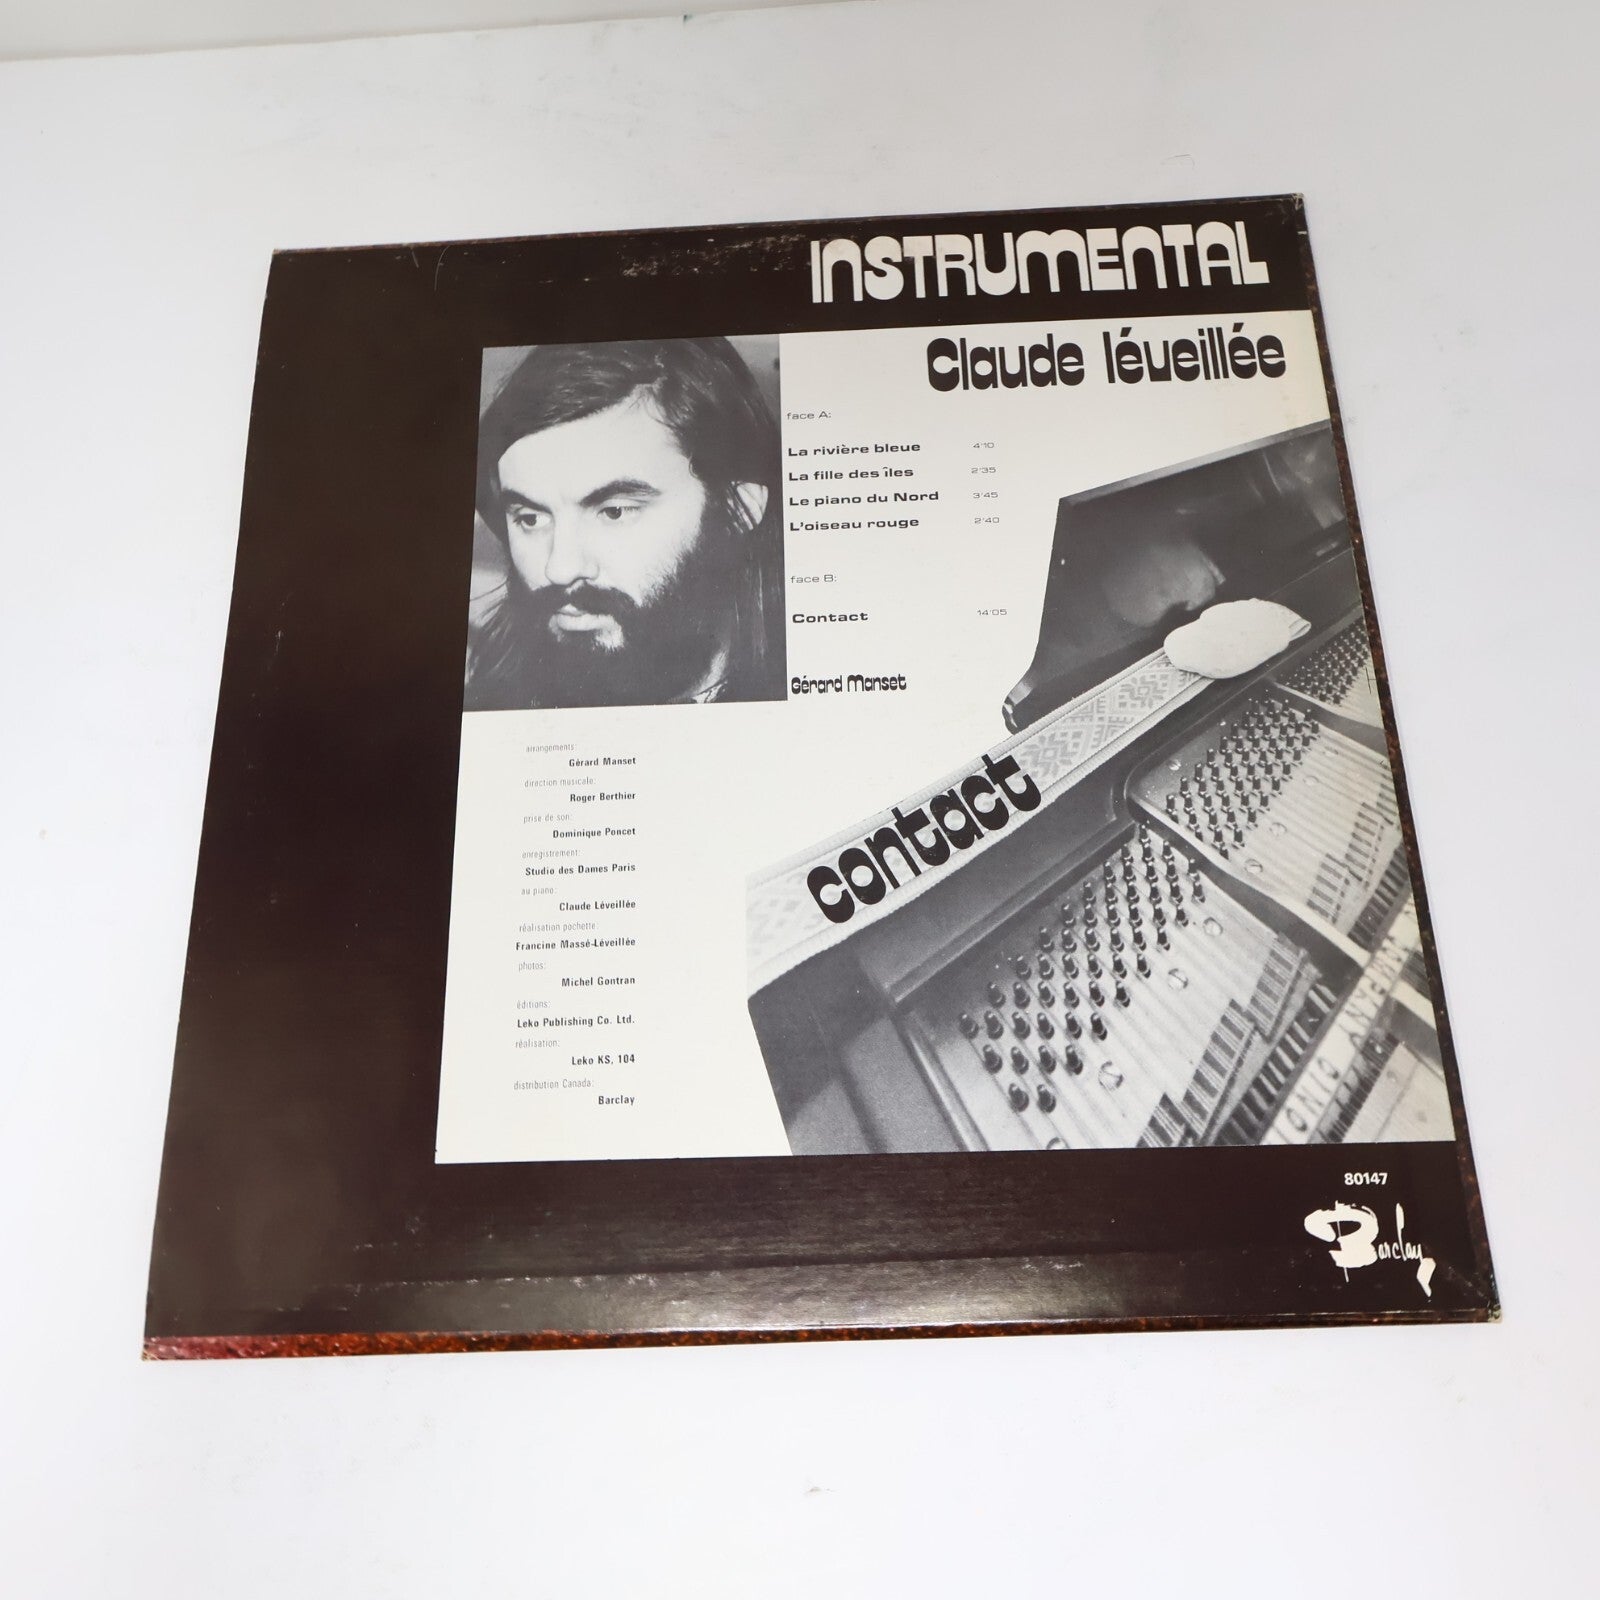 INSTRUMENTAL
Claude léveillée
face A:
La rivière bleue 4'10
La fille des îles 2'35
Le piano du Nord 3'45
L'oiseau rouge 2'40
face B:
Contact 14'05
Gérard Manset
arrangements:
Gérard Manset
direction musicale:
Roger Berthier
prise de son:
Dominique Poncet
enregistrement:
Studio des Dames Paris
au piano:
Claude Léveillée
réalisation pochette:
Francine Massé-Léveillée
photos:
Michel Gontran
éditions:
Leko Publishing Co. Ltd.
réalisation:
Leko KS, 104
distribution Canada:
Barclay
contact
80147
Barclay